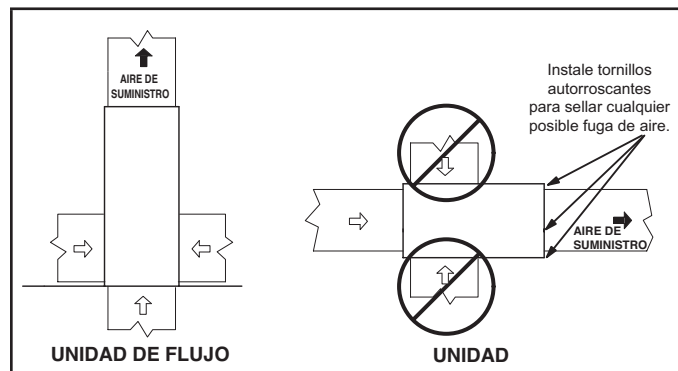 AIRE DE
SUMINISTRO
UNIDAD DE FLUJO
Instale tornillos
autorroscantes
para sellar cualquier
posible fuga de aire.
AIRE DE
SUMINISTRO
UNIDAD